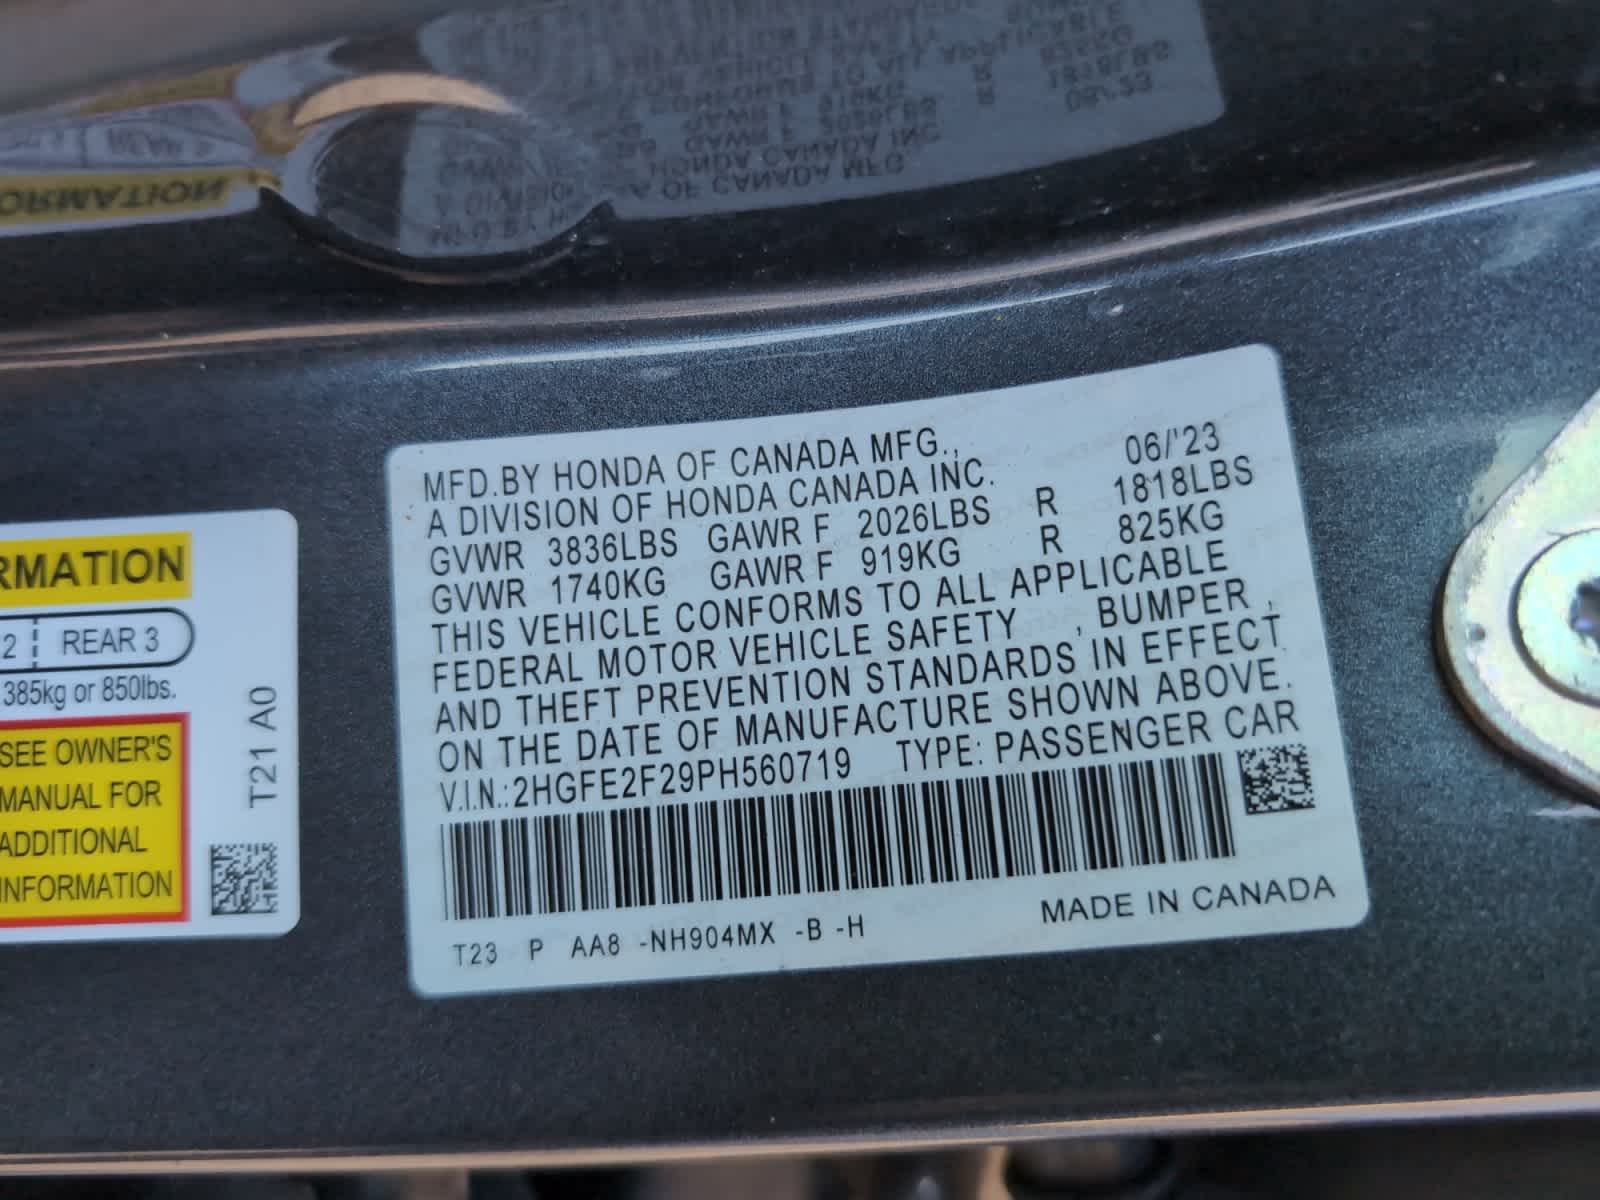 RMATION
2 REAR 3
385kg or 850lbs.
SEE OWNER'S
MANUAL FOR
ADDITIONAL
INFORMATION
T21 A0
MFD.BY HONDA OF CANADA MFG., 06/'23
A DIVISION OF HONDA CANADA INC.
GVWR 3836LBS GAWR F 2026LBS R 1818LBS
GVWR 1740KG GAWR F 919KG R 825KG
THIS VEHICLE CONFORMS TO ALL APPLICABLE
FEDERAL MOTOR VEHICLE SAFETY , BUMPER ,
AND THEFT PREVENTION STANDARDS IN EFFECT
ON THE DATE OF MANUFACTURE SHOWN ABOVE.
V.I.N.:2HGFE2F29PH560719 TYPE: PASSENGER CAR
T23 P AA8 -NH904MX -B -H
MADE IN CANADA